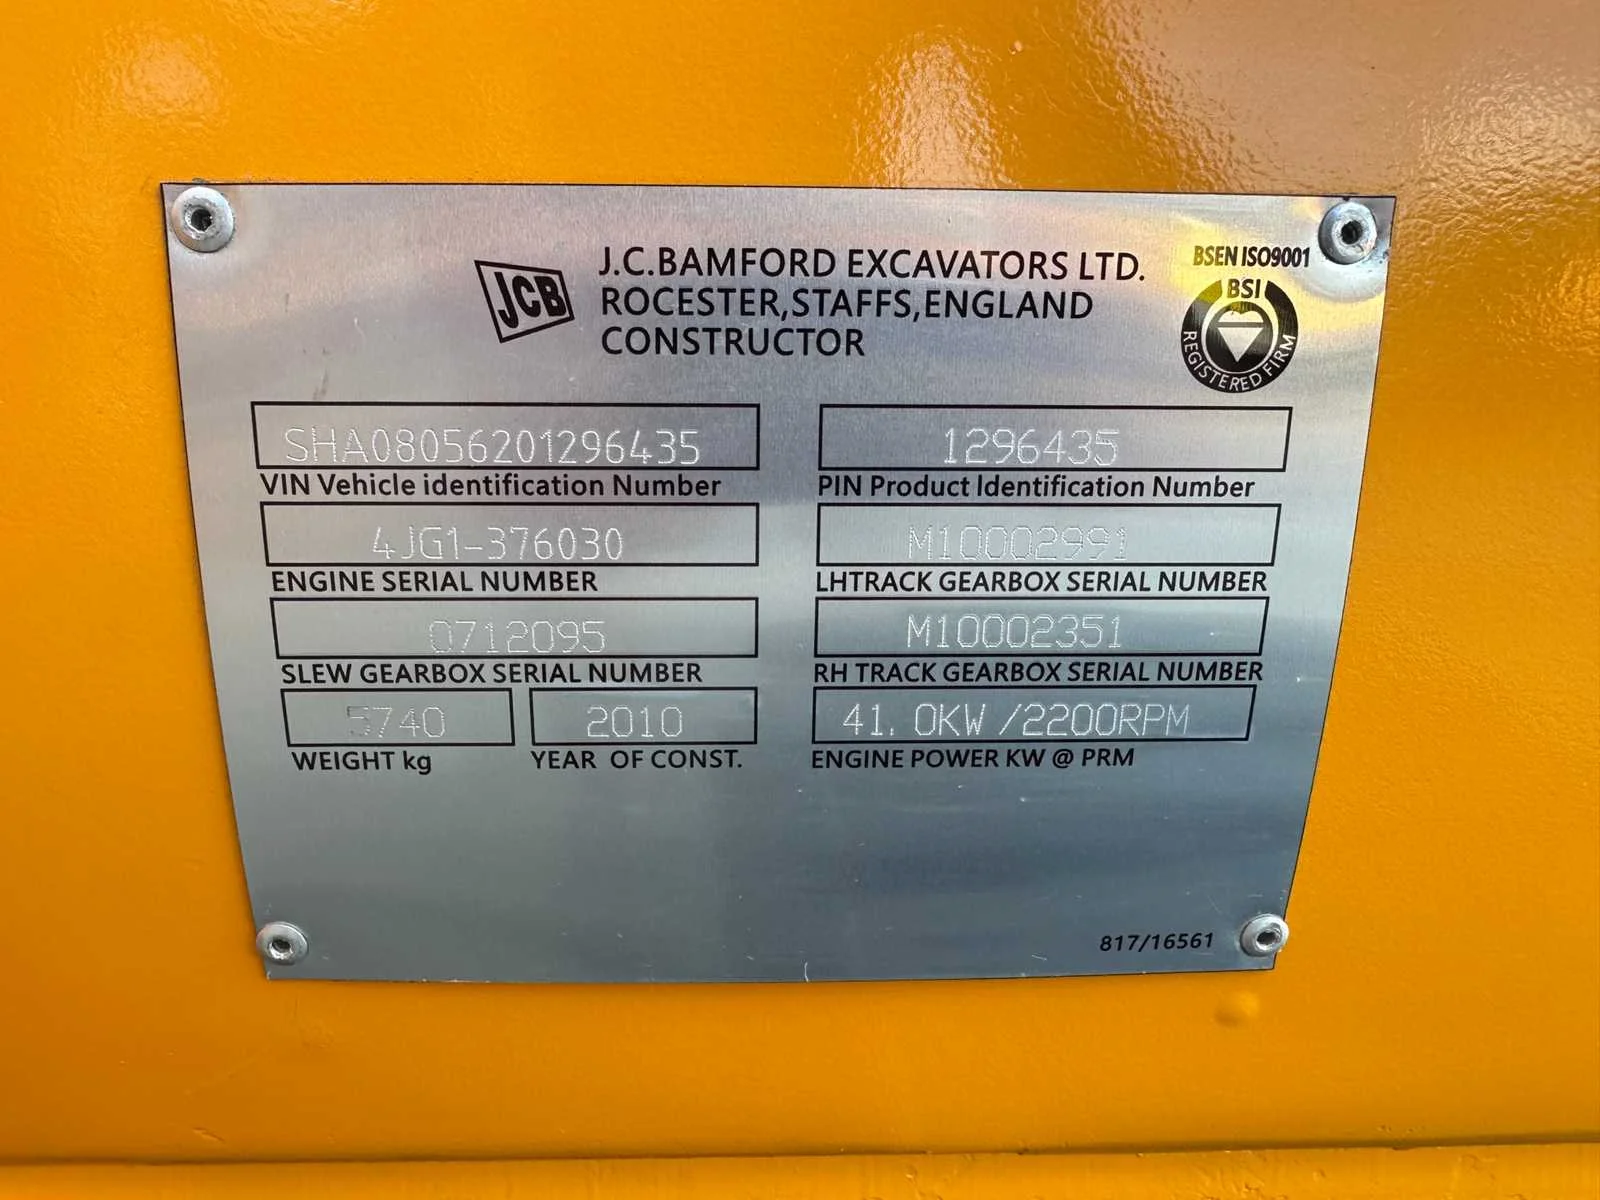 JCB
J.C.BAMFORD EXCAVATORS LTD.
ROCESTER,STAFFS,ENGLAND
CONSTRUCTOR
BSEN ISO9001
BSI
REGISTERED FIRM
SHA08056201296435
VIN Vehicle identification Number
1296435
PIN Product Identification Number
4JG1-376030
ENGINE SERIAL NUMBER
M10002991
LHTRACK GEARBOX SERIAL NUMBER
0712095
SLEW GEARBOX SERIAL NUMBER
M10002351
RH TRACK GEARBOX SERIAL NUMBER
5740
WEIGHT kg
2010
YEAR OF CONST.
41.0KW/2200RPM
ENGINE POWER KW @ PRM
817/16561